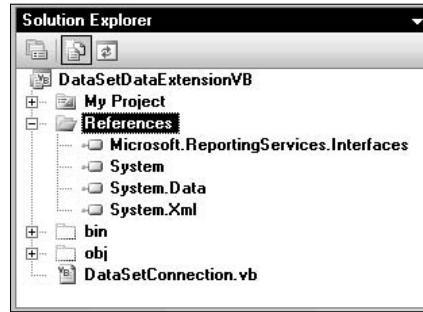 Solution Explorer
DataSetDataExtensionVB
My Project
References
Microsoft.ReportingServices.Interfaces
System
System.Data
System.Xml
bin
obj
DataSetConnection.vb